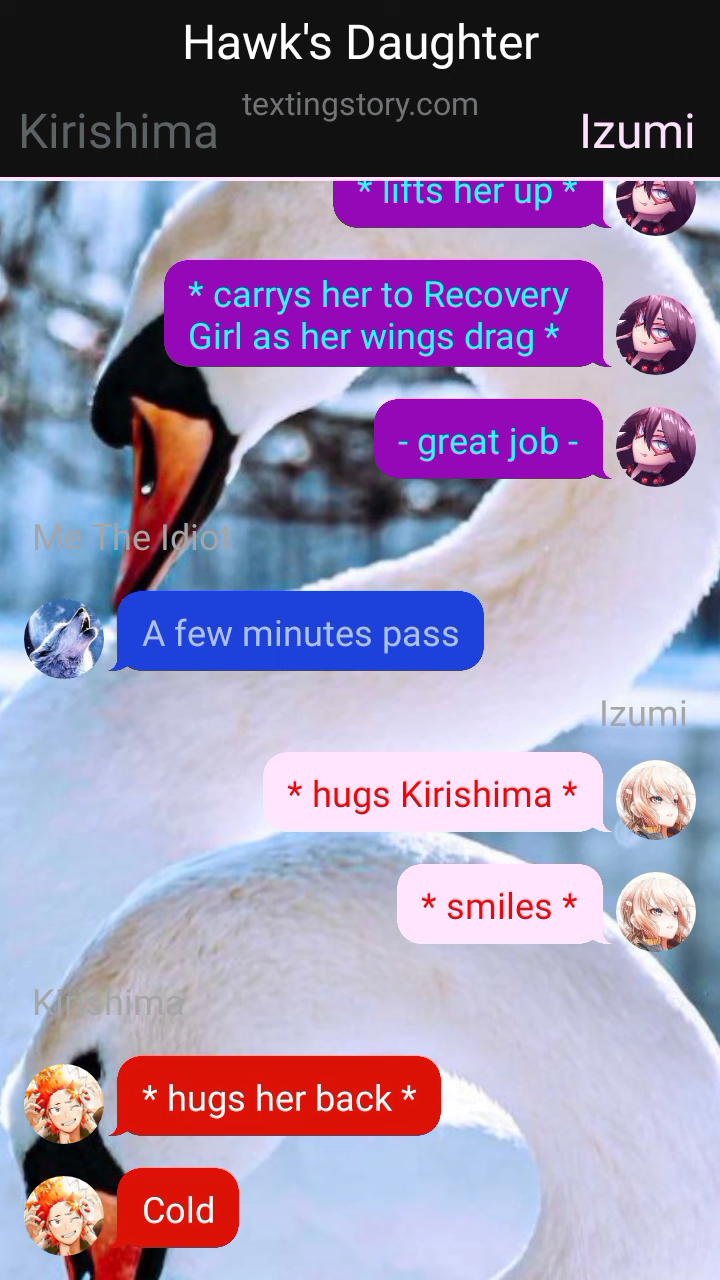 Hawk's Daughter
textingstory.com
Kirishima
Izumi
* lifts her up *
* carrys her to Recovery
Girl as her wings drag *
- great job -
Me The Idiot
A few minutes pass
Izumi
* hugs Kirishima *
* smiles *
Kirishima
* hugs her back *
Cold